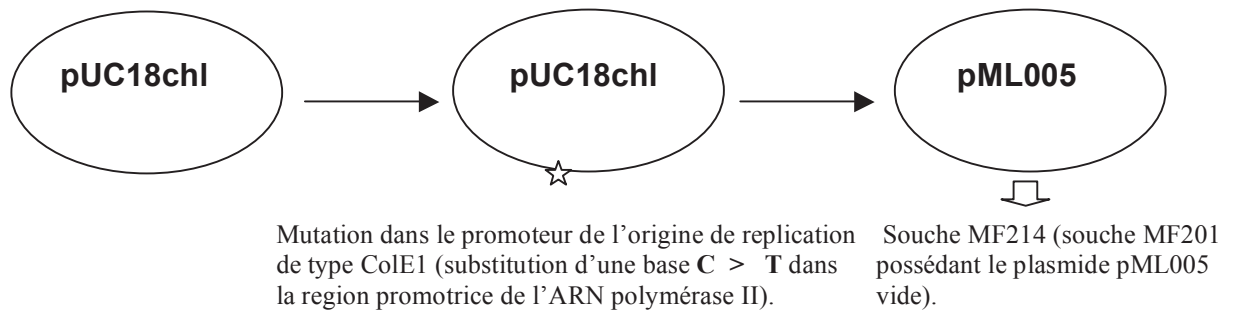 pUC18chl pUC18chl pML005
Mutation dans le promoteur de l'origine de replication
de type ColE1 (substitution d'une base C > T dans
la region promotrice de l'ARN polymérase II).
Souche MF214 (souche MF201
possédant le plasmide pML005
vide).